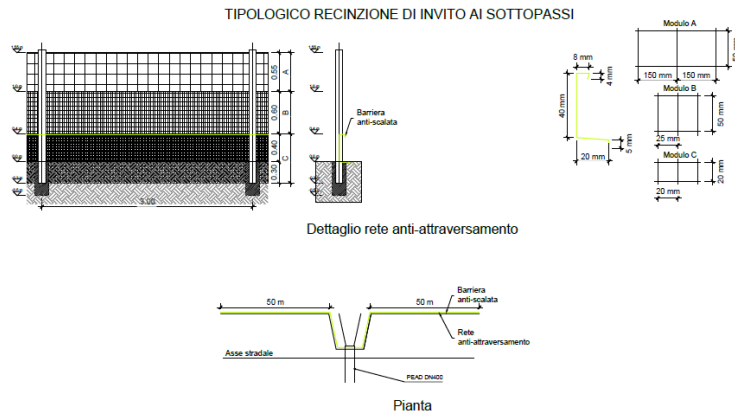 TIPOLOGICO RECINZIONE DI INVITO AI SOTTOPASSI
0.55
A
0.60
B
0.40
C
0.30
3.00
Barriera
anti-scalata
8 mm
4 mm
40 mm
5 mm
20 mm
Modulo A
50
150 mm
150 mm
Modulo B
50 mm
25 mm
Modulo C
20 mm
20 mm
Dettaglio rete anti-attraversamento
50 m
50 m
Barriera
anti-scalata
Rete
anti-attraversamento
Asse stradale
PEAD DN400
Pianta